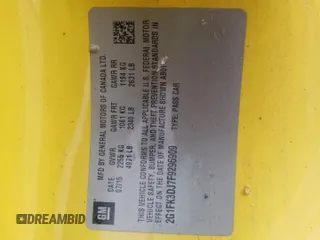 MFD BY GENERAL MOTORS OF CANADA LTD.
07/15 GVWR GAWR FRT GAWR RR
2255 KG 1061 KG 1194 KG
4971 LB 2340 LB 2631 LB
THIS VEHICLE CONFORMS TO ALL APPLICABLE U.S. FEDERAL MOTOR
VEHICLE SAFETY, BUMPER, AND THEFT PREVENTION STANDARDS IN
EFFECT ON THE DATE OF MANUFACTURE SHOWN ABOVE.
2G1FK3DJ7F9296909 TYPE: PASS CAR
GM
DREAMBID